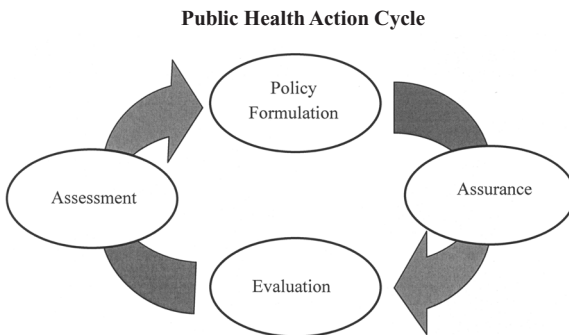 Public Health Action Cycle
Policy
Formulation
Assessment
Assurance
Evaluation